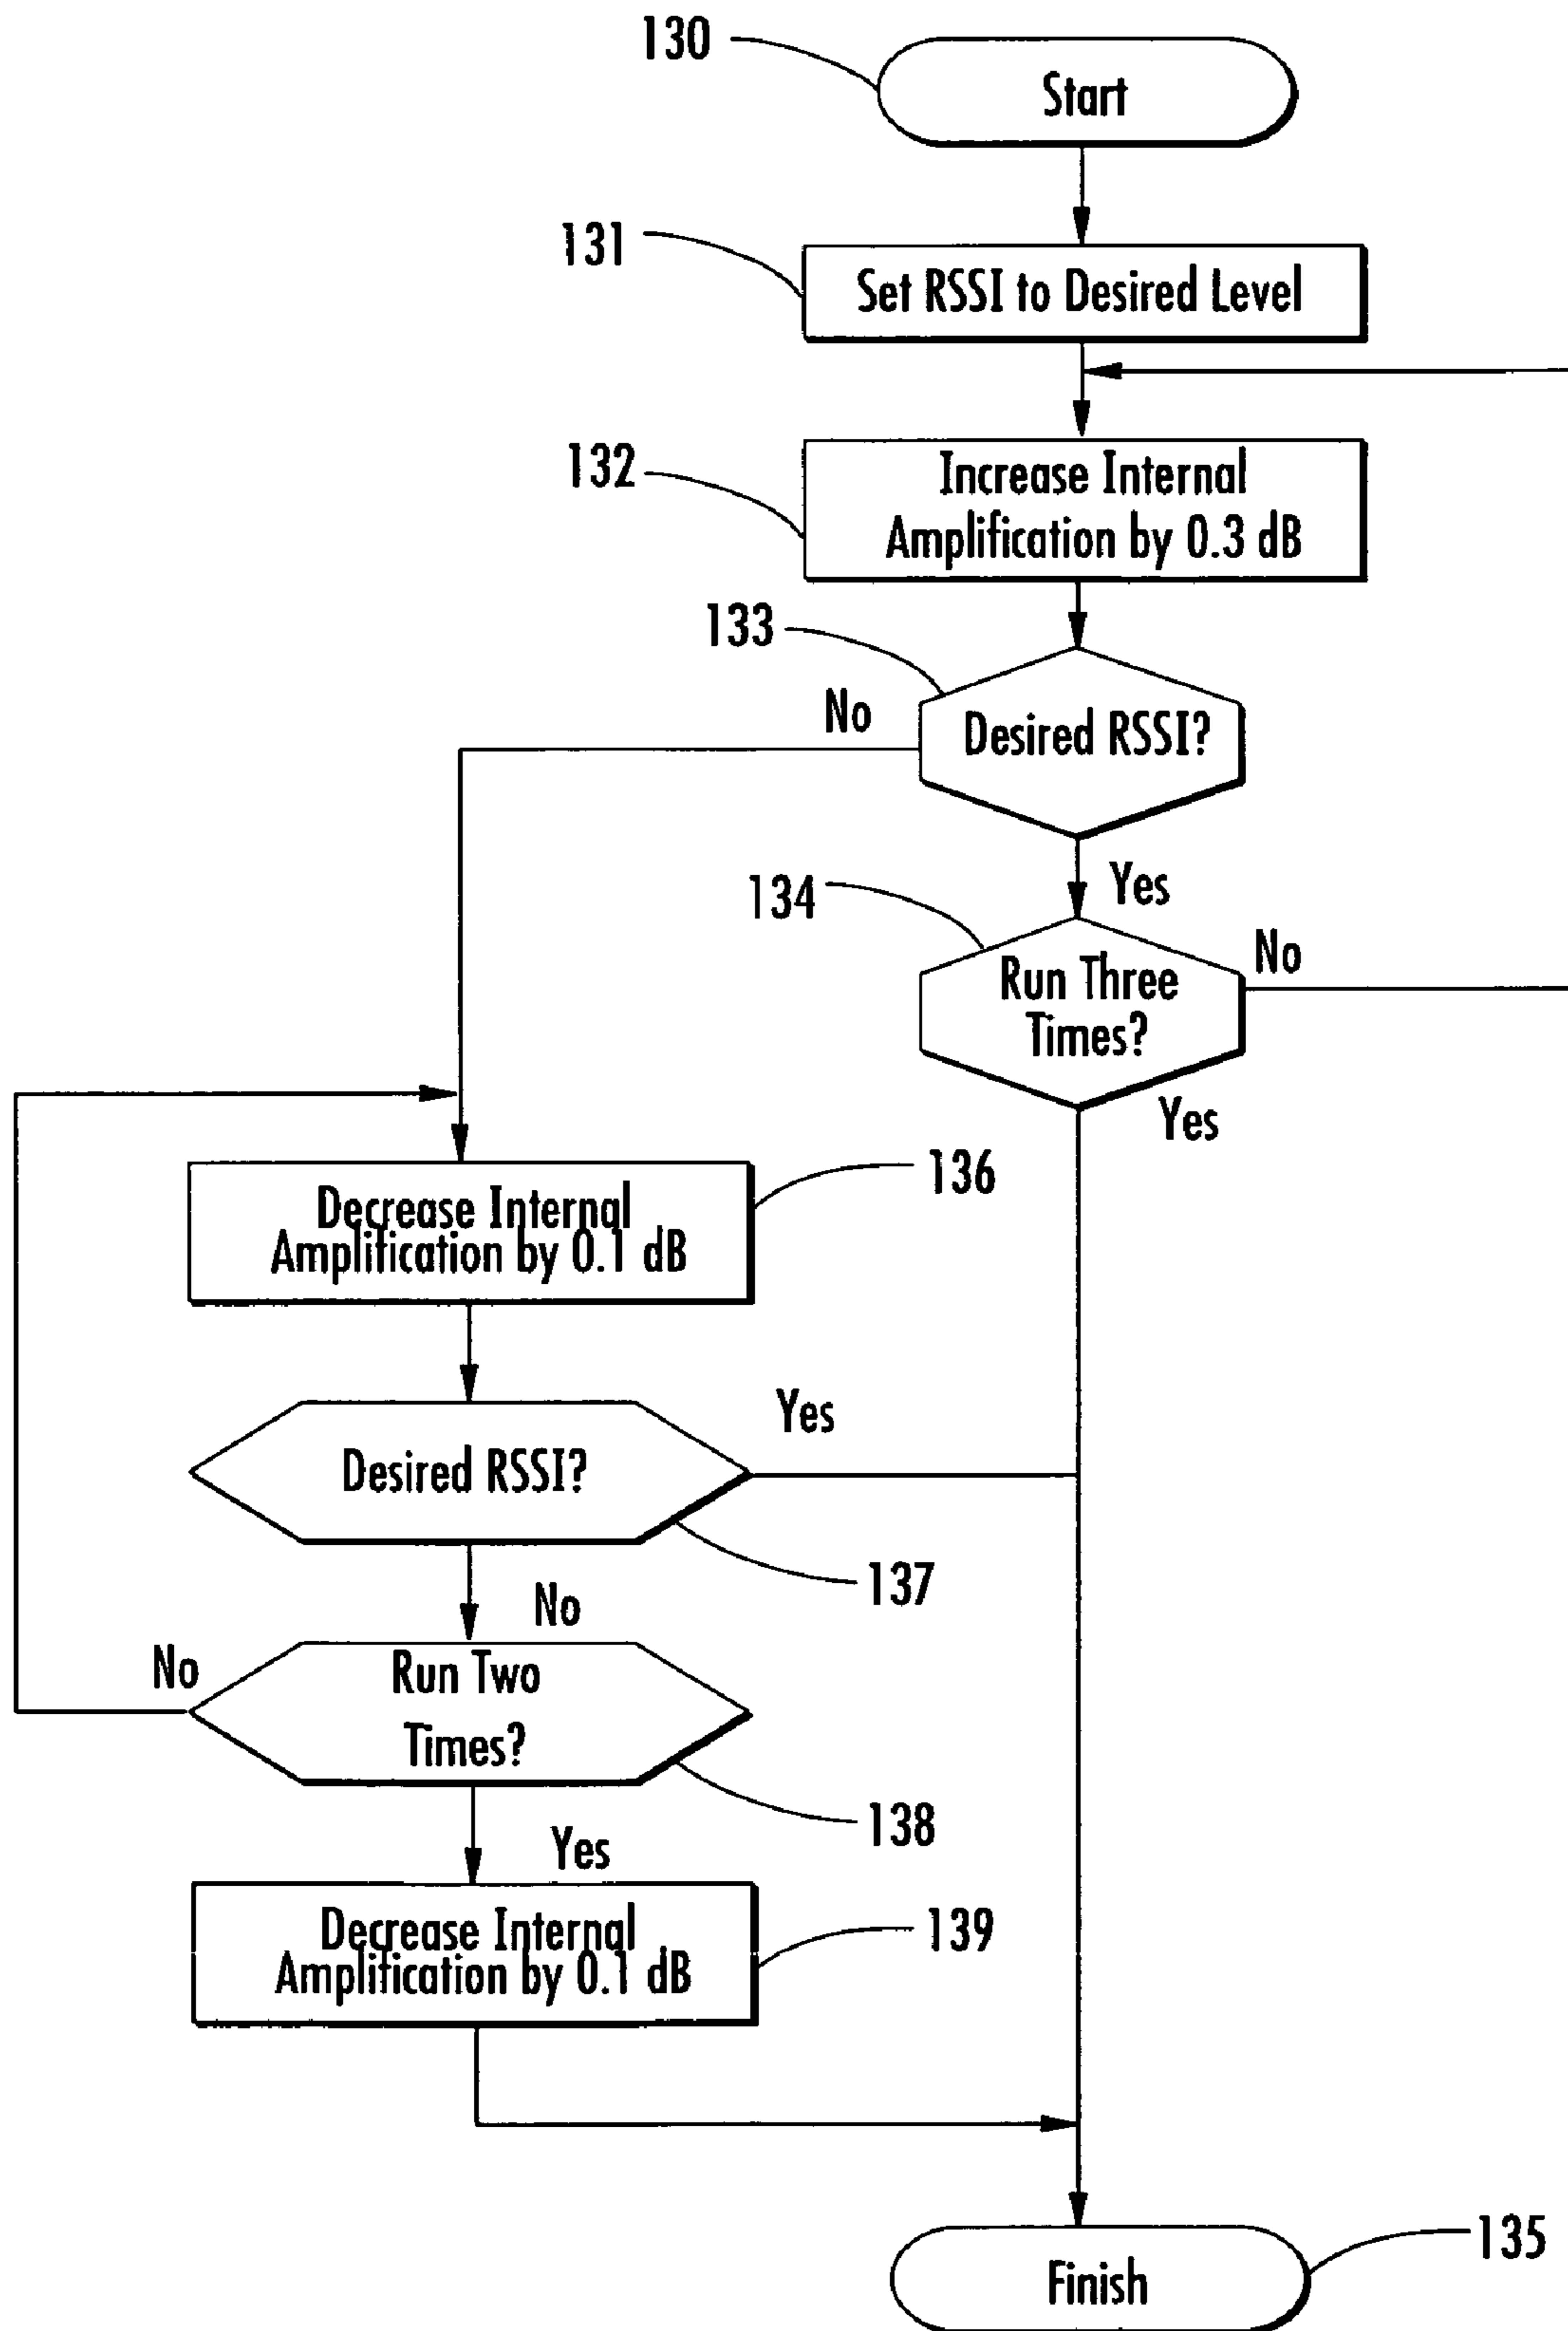 130
Start
131
Set RSSI to Desired Level
132
Increase Internal
Amplification by 0.3 dB
133
No
Desired RSSI?
Yes
134
Run Three
Times?
No
Yes
136
Decrease Internal
Amplification by 0.1 dB
Yes
Desired RSSI?
137
No
No
Run Two
Times?
138
Yes
Decrease Internal
Amplification by 0.1 dB
139
135
Finish